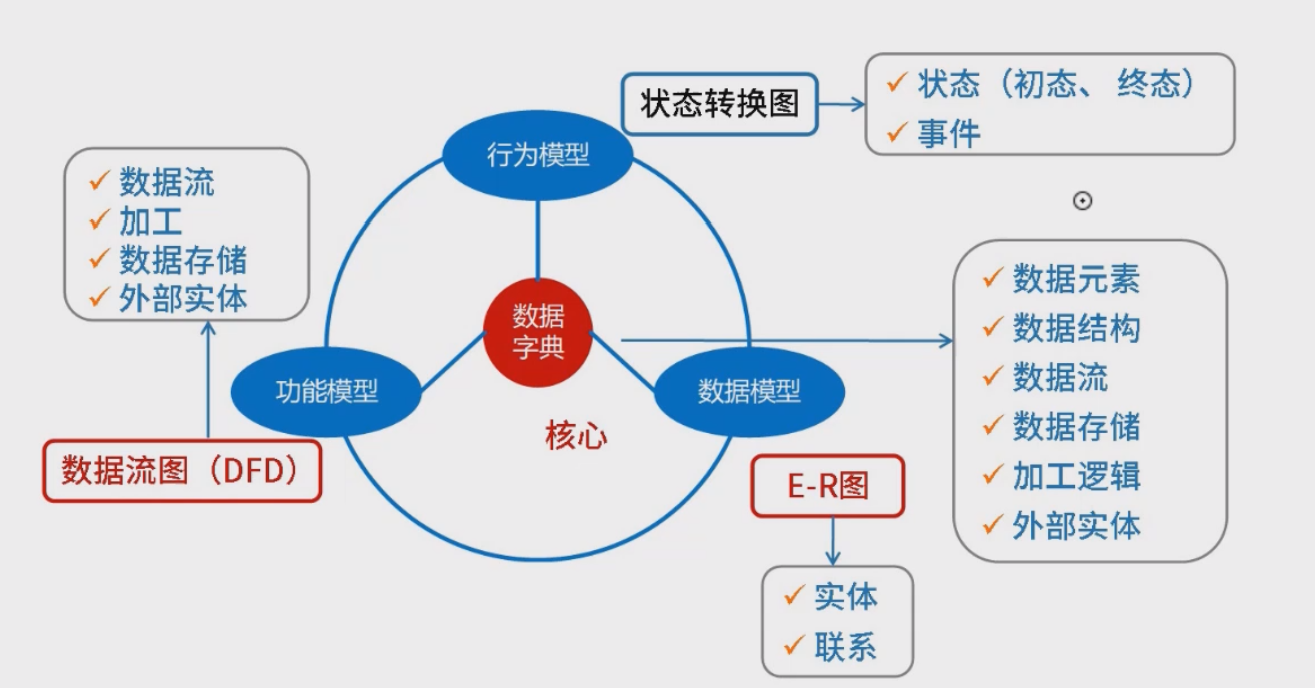 状态转换图
状态（初态、 终态）
事件
行为模型
数据流
加工
数据存储
外部实体
数据
字典
数据元素
数据结构
数据流
数据存储
加工逻辑
外部实体
功能模型
数据模型
核心
数据流图（DFD）
E-R图
实体
联系